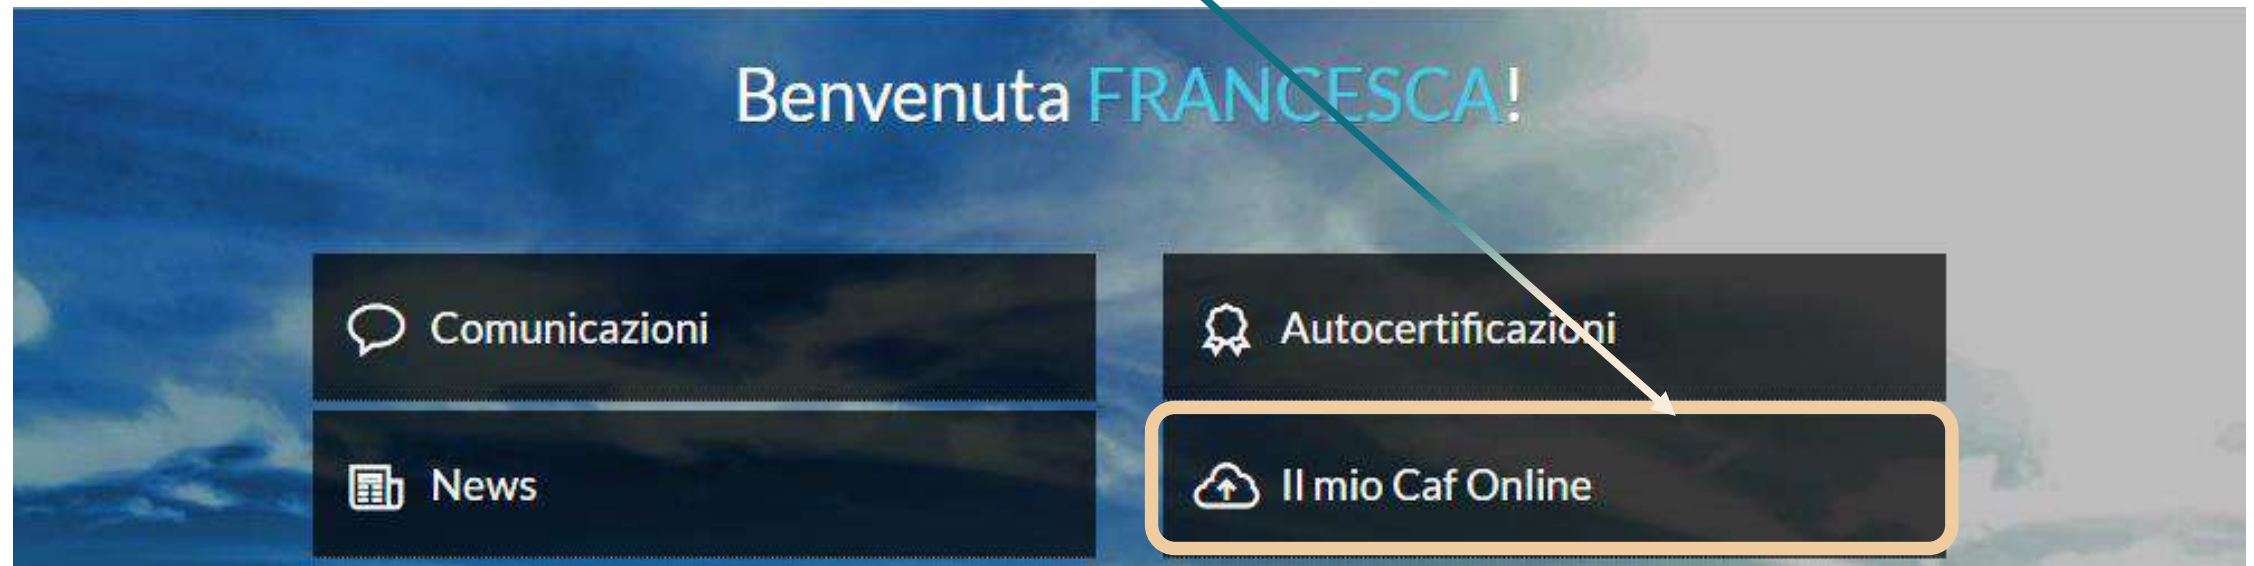 Benvenuta FRANCESCA!
Comunicazioni
Autocertificazioni
News
Il mio Caf Online